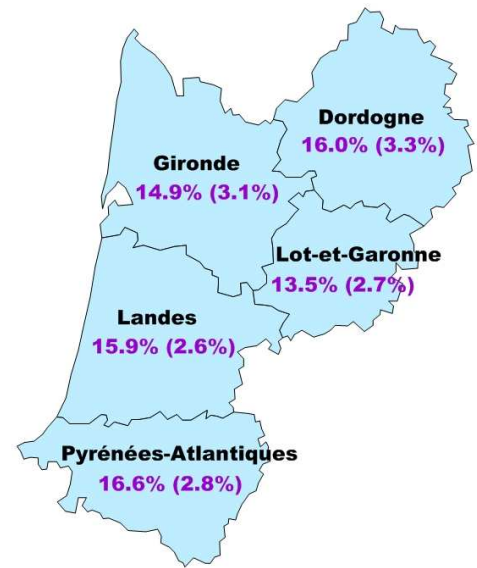 Dordogne
16.0% (3.3%)
Gironde
14.9% (3.1%)
Lot-et-Garonne
13.5% (2.7%)
Landes
15.9% (2.6%)
Pyrénées-Atlantiques
16.6% (2.8%)